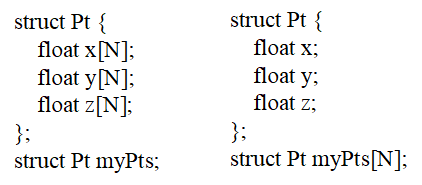 struct Pt {
float x[N];
float y[N];
float z[N];
};
struct Pt myPts;
struct Pt {
float x;
float y;
float z;
};
struct Pt myPts[N];